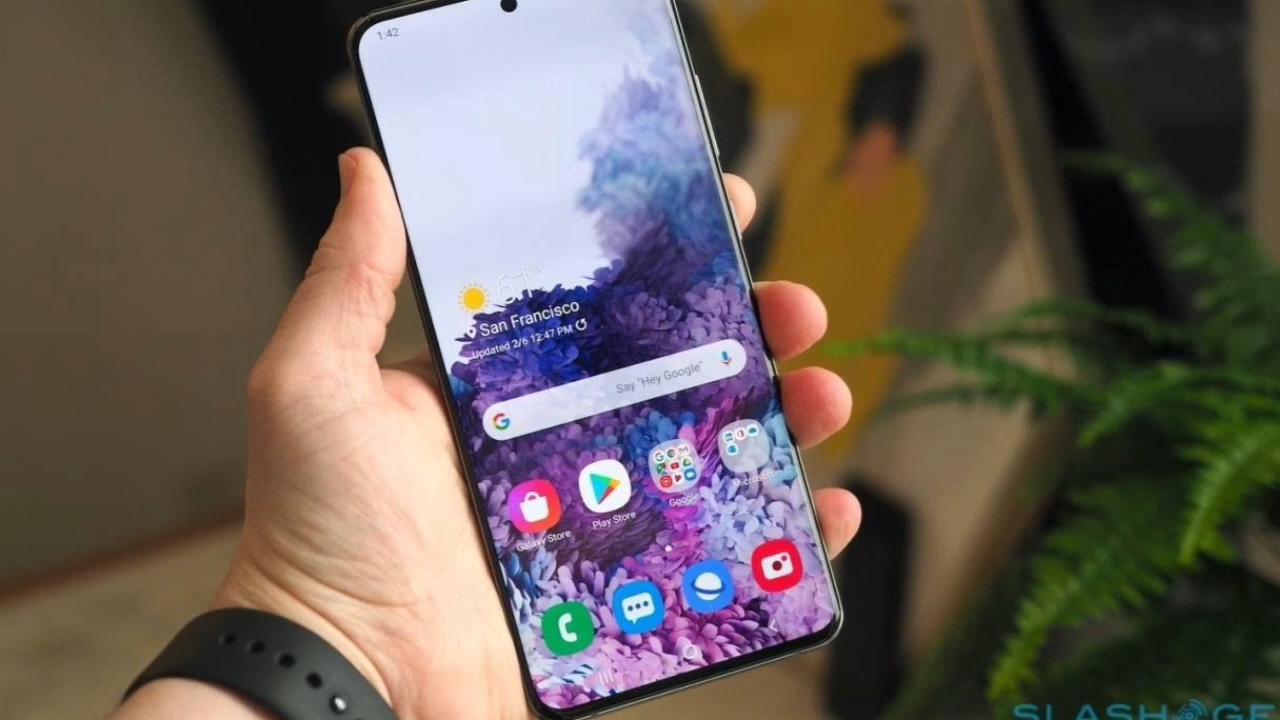 1:42
61°
San Francisco
Updated 2/6 12:47 PM
G Say "Hey Google"
Galaxy Store
Play Store
Google
Microsoft
SLASHGEAR